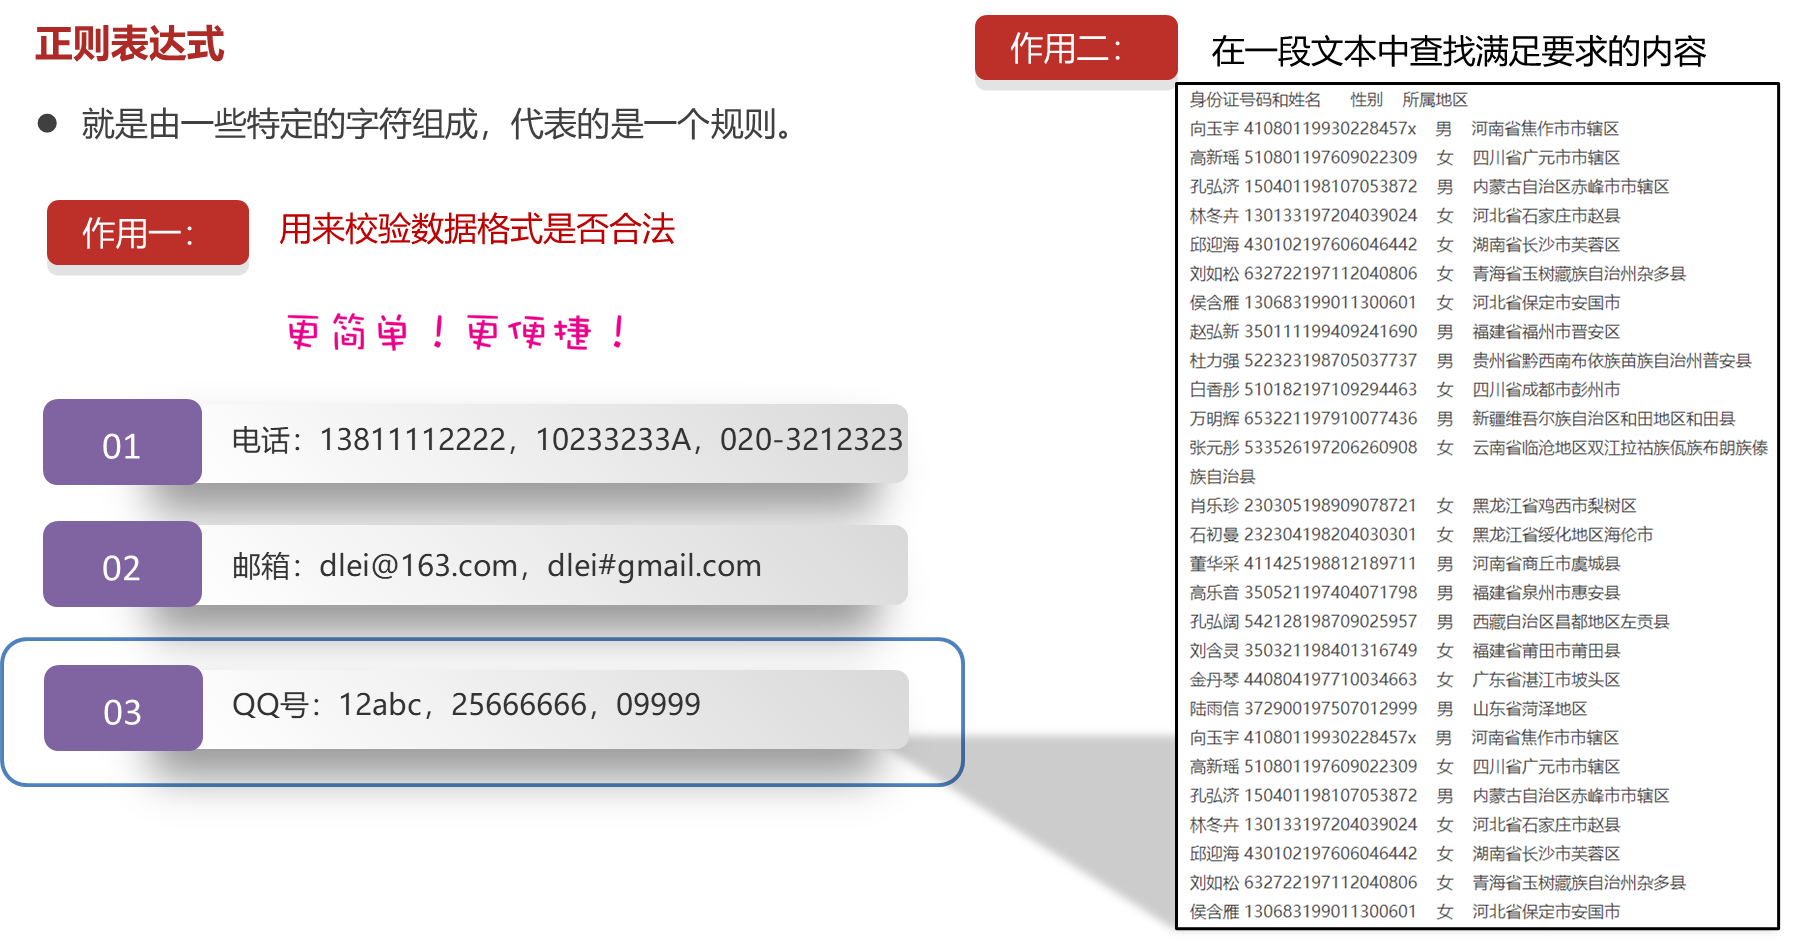 正则表达式
就是由一些特定的字符组成，代表的是一个规则。
作用一：
用来校验数据格式是否合法
更简单！更便捷！
01
电话：13811112222，10233233A，020-3212323
02
邮箱：dlei@163.com，dlei#gmail.com
03
QQ号：12abc，25666666，09999
作用二：
在一段文本中查找满足要求的内容
身份证号码和姓名 性别 所属地区
向玉宇 41080119930228457x 男 河南省焦作市市辖区
高新瑶 510801197609022309 女 四川省广元市市辖区
孔弘济 150401198107053872 男 内蒙古自治区赤峰市市辖区
林冬卉 130133197204039024 女 河北省石家庄市赵县
邱迎海 430102197606046442 女 湖南省长沙市芙蓉区
刘如松 632722197112040806 女 青海省玉树藏族自治州杂多县
侯含雁 130683199011300601 女 河北省保定市安国市
赵弘新 350111199409241690 男 福建省福州市晋安区
杜力强 522323198705037737 男 贵州省黔西南布依族苗族自治州普安县
白香彤 510182197109294463 女 四川省成都市彭州市
万明辉 653221197910077436 男 新疆维吾尔族自治区和田地区和田县
张元彤 533526197206260908 女 云南省临沧地区双江拉祜族佤族布朗族傣
族自治县
肖乐珍 230305198909078721 女 黑龙江省鸡西市梨树区
石初曼 232304198204030301 女 黑龙江省绥化地区海伦市
董华采 411425198812189711 男 河南省商丘市虞城县
高乐音 350521197404071798 男 福建省泉州市惠安县
孔弘阔 542128198709025957 男 西藏自治区昌都地区左贡县
刘含灵 350321198401316749 女 福建省莆田市莆田县
金丹琴 440804197710034663 女 广东省湛江市坡头区
陆雨信 372900197507012999 男 山东省菏泽地区
向玉宇 41080119930228457x 男 河南省焦作市市辖区
高新瑶 510801197609022309 女 四川省广元市市辖区
孔弘济 150401198107053872 男 内蒙古自治区赤峰市市辖区
林冬卉 130133197204039024 女 河北省石家庄市赵县
邱迎海 430102197606046442 女 湖南省长沙市芙蓉区
刘如松 632722197112040806 女 青海省玉树藏族自治州杂多县
侯含雁 130683199011300601 女 河北省保定市安国市